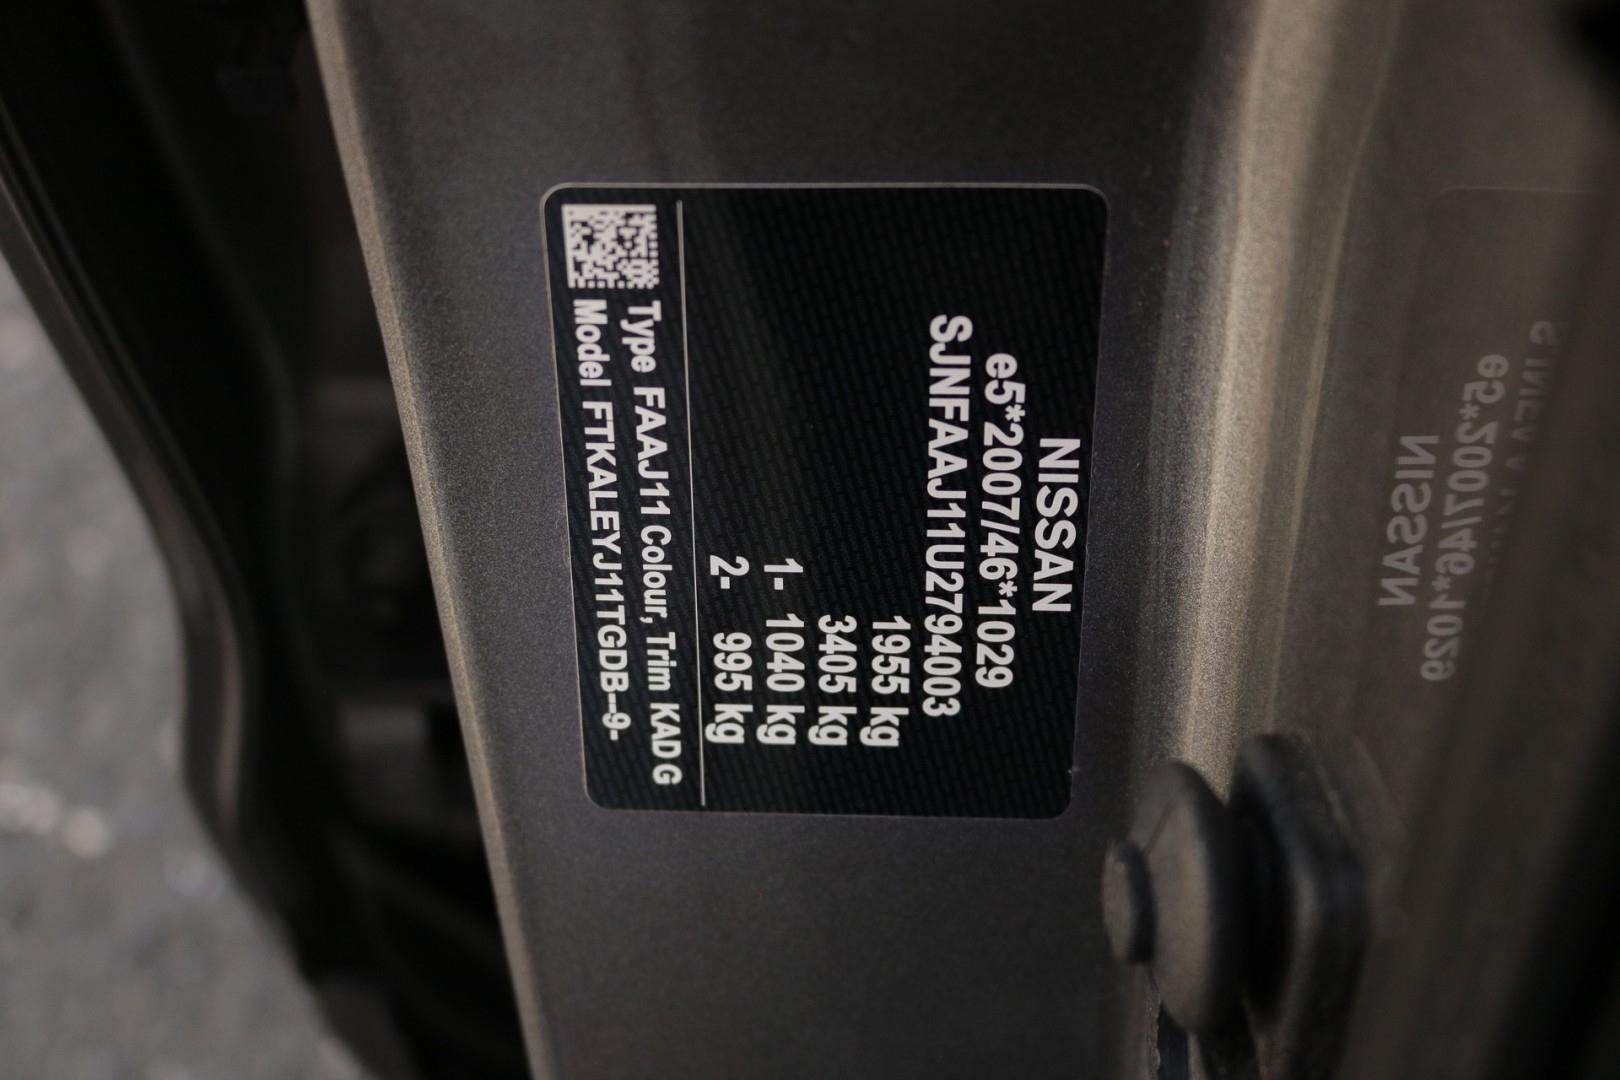 NISSAN
e5*2007/46*1029
SJNFAAJ11U2794003
1955 kg
3405 kg
1- 1040 kg
2- 995 kg
Type FAAJ11 Colour, Trim KAD G
Model FTKALEYJ11TGDB--9-